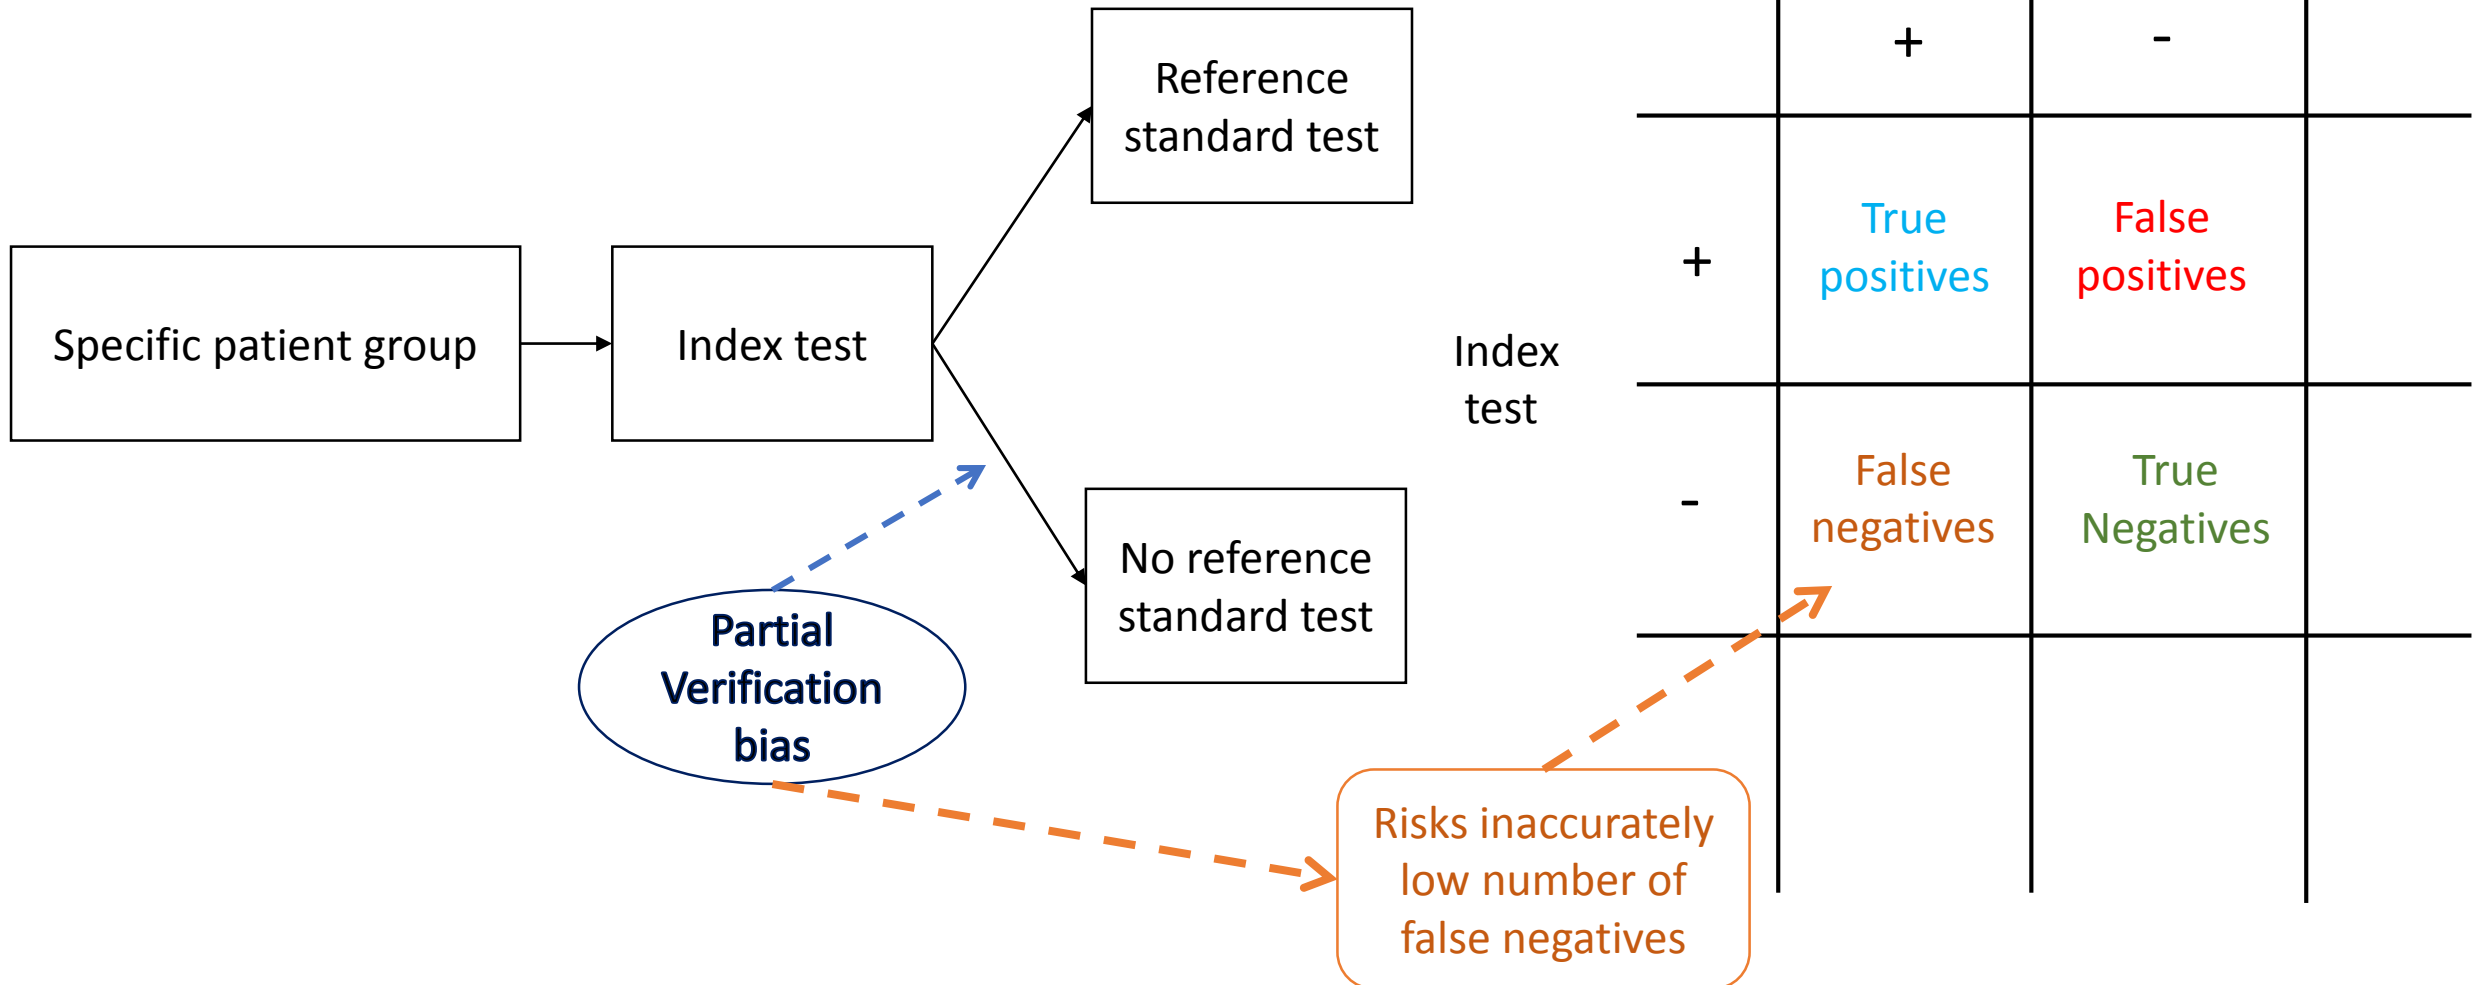 Reference
standard test
Specific patient group
Index test
No reference
standard test
Partial
Verification
bias
Risks inaccurately
low number of
false negatives
Index
test
+
-
+
True
positives
False
positives
-
False
negatives
True
Negatives